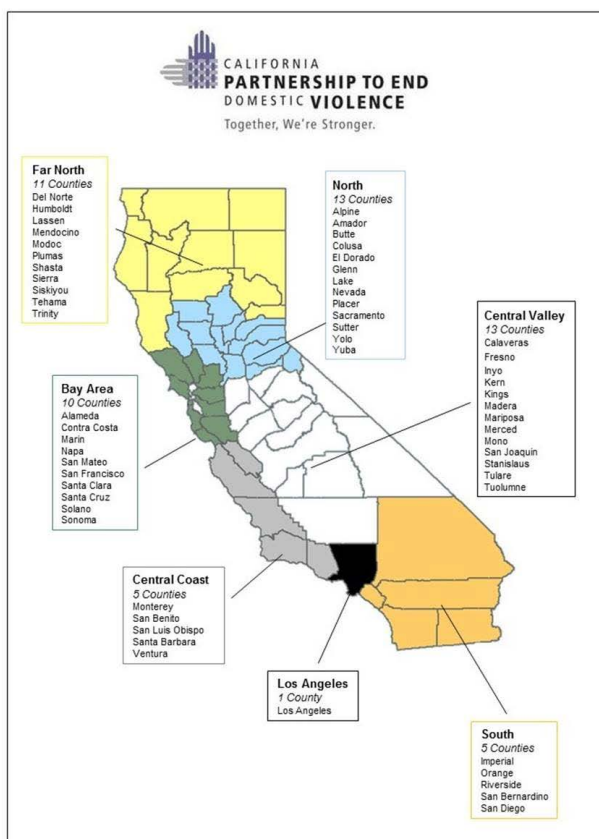 CALIFORNIA
PARTNERSHIP TO END
DOMESTIC VIOLENCE
Together, We're Stronger.
Far North
11 Counties
Del Norte
Humboldt
Lassen
Mendocino
Modoc
Plumas
Shasta
Sierra
Siskiyou
Tehama
Trinity
North
13 Counties
Alpine
Amador
Butte
Colusa
El Dorado
Glenn
Lake
Nevada
Placer
Sacramento
Sutter
Yolo
Yuba
Central Valley
13 Counties
Calaveras
Fresno
Inyo
Kern
Kings
Madera
Mariposa
Merced
Mono
San Joaquin
Stanislaus
Tulare
Tuolumne
Bay Area
10 Counties
Alameda
Contra Costa
Marin
Napa
San Mateo
San Francisco
Santa Clara
Santa Cruz
Solano
Sonoma
Central Coast
5 Counties
Monterey
San Benito
San Luis Obispo
Santa Barbara
Ventura
Los Angeles
1 County
Los Angeles
South
5 Counties
Imperial
Orange
Riverside
San Bernardino
San Diego